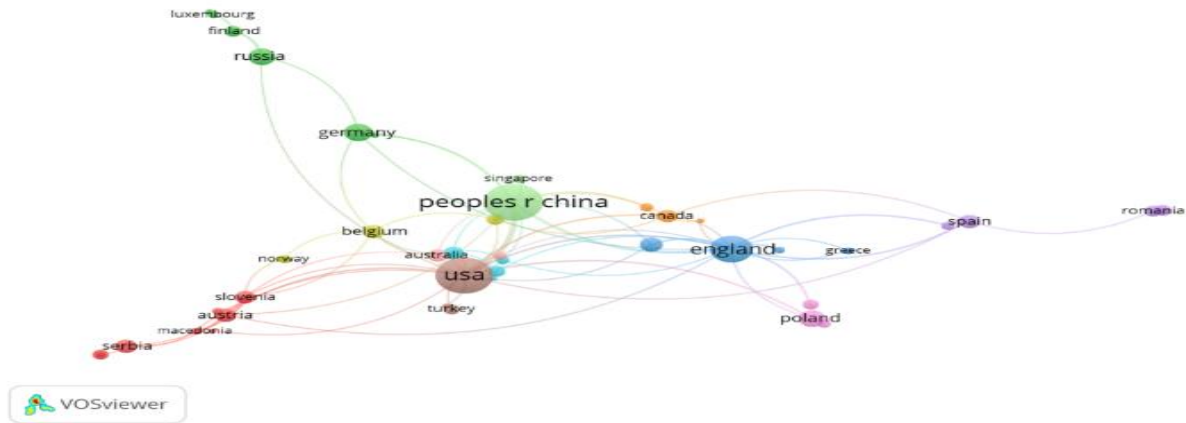 luxembourg
finland
russia
germany
singapore
peoples r china
canada
spain
romania
belgium
australia
england
greece
norway
usa
slovenia
turkey
austria
poland
macedonia
serbia
VOSviewer